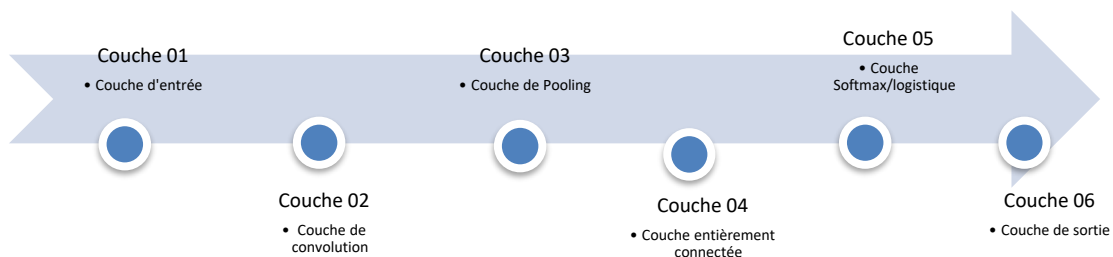 Couche 01
• Couche d'entrée
Couche 02
• Couche de
convolution
Couche 03
• Couche de Pooling
Couche 04
• Couche entièrement
connectée
Couche 05
• Couche
Softmax/logistique
Couche 06
• Couche de sortie